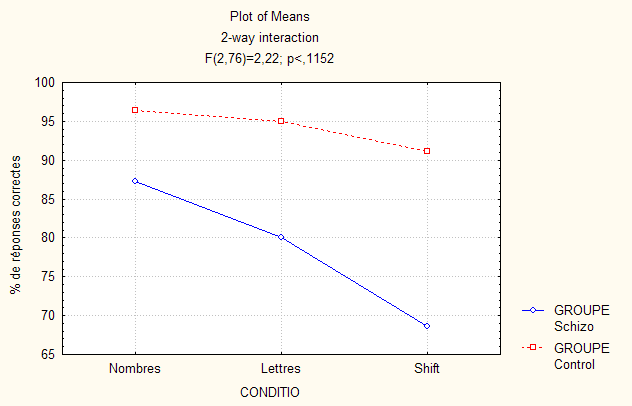 Plot of Means
2-way interaction
F(2,76)=2,22; p<,1152
% de réponses correctes
100
95
90
85
80
75
70
65
Nombres Lettres Shift
CONDITIO
GROUPE
Schizo
GROUPE
Control